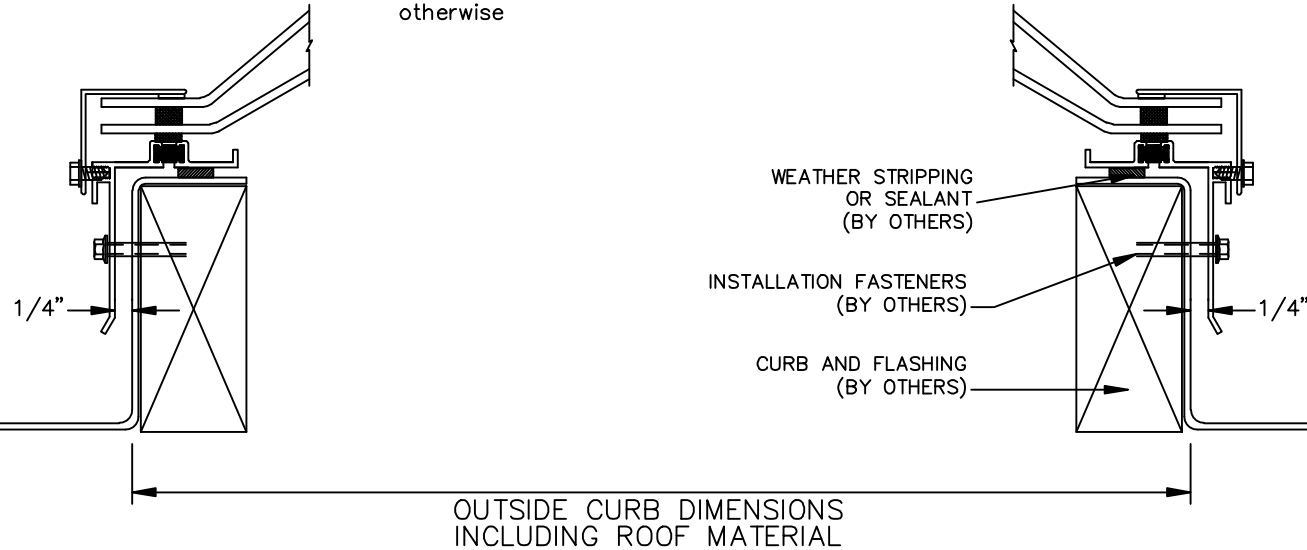 otherwise
WEATHER STRIPPING
OR SEALANT
(BY OTHERS)
INSTALLATION FASTENERS
(BY OTHERS)
1/4”
1/4”
CURB AND FLASHING
(BY OTHERS)
OUTSIDE CURB DIMENSIONS
INCLUDING ROOF MATERIAL